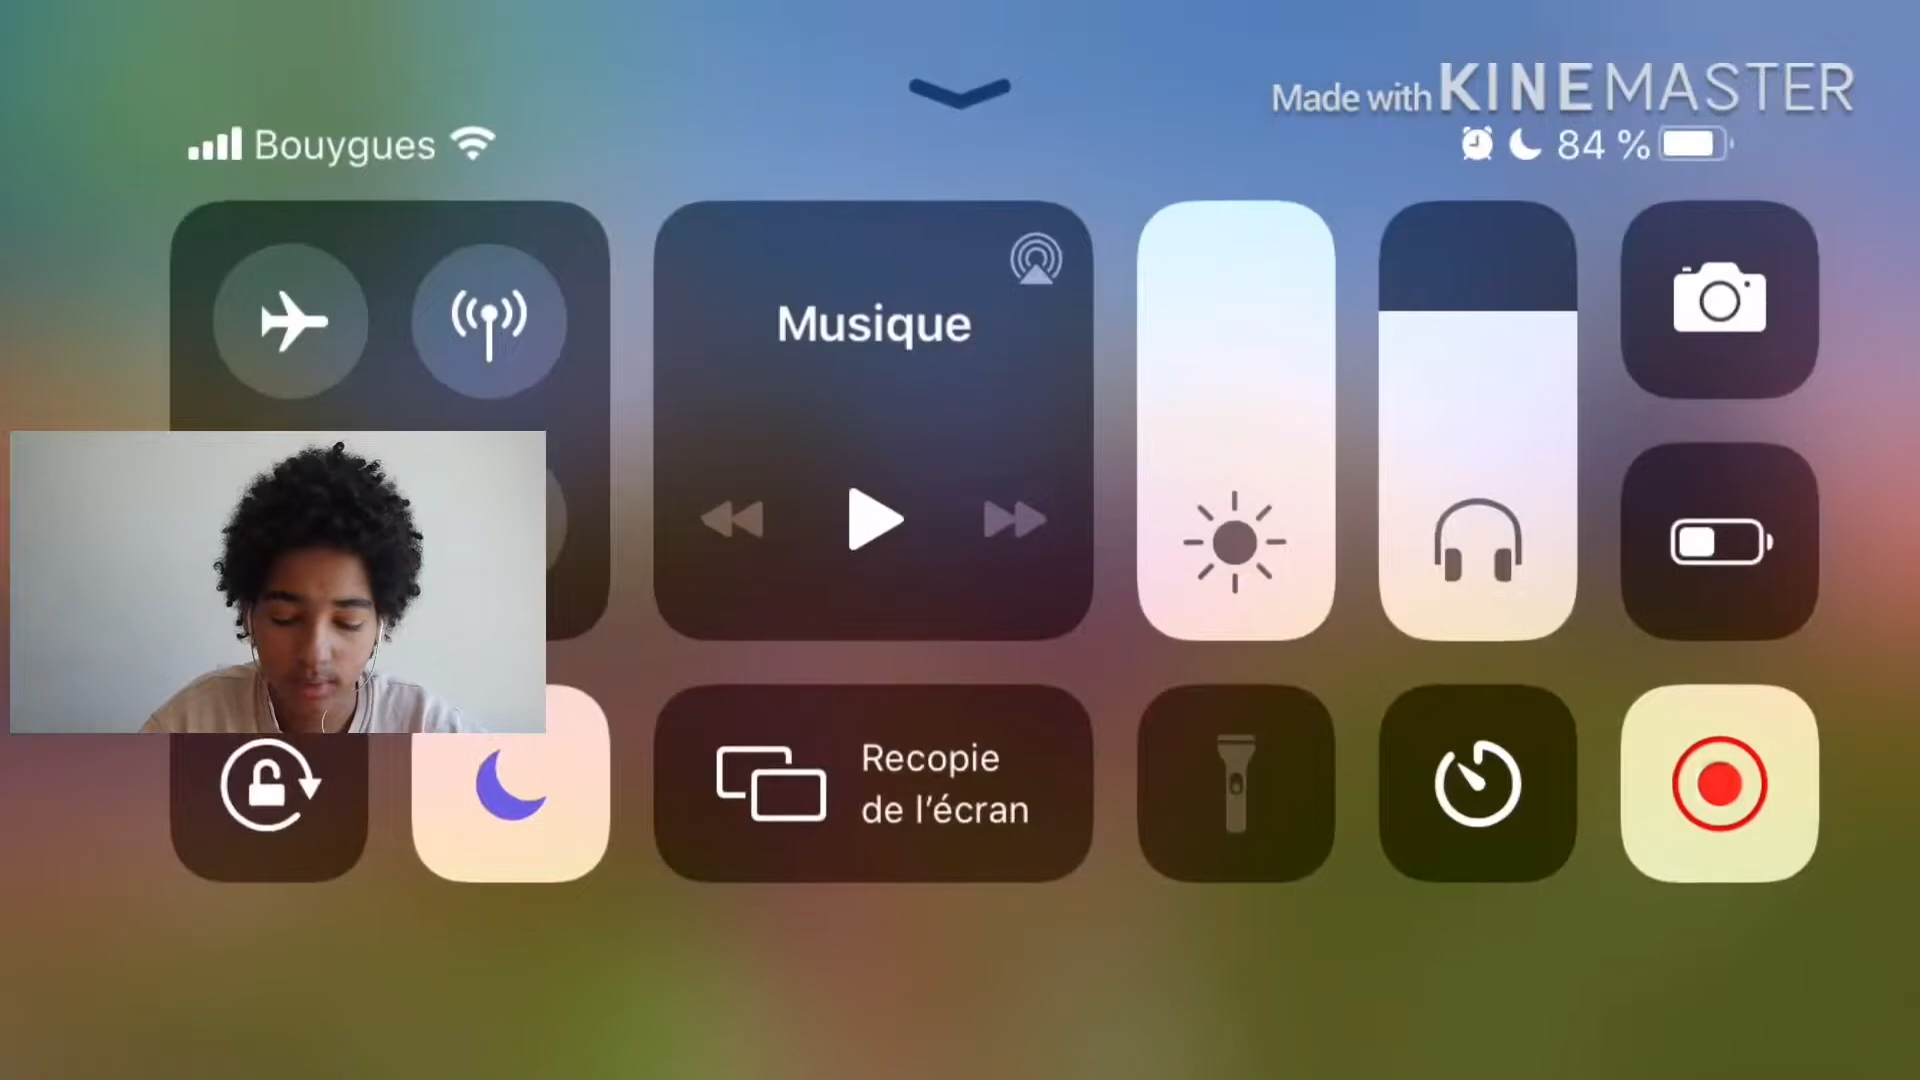 Made with KINEMASTER
Bouygues
84 %
Musique
Recopie
de l'écran